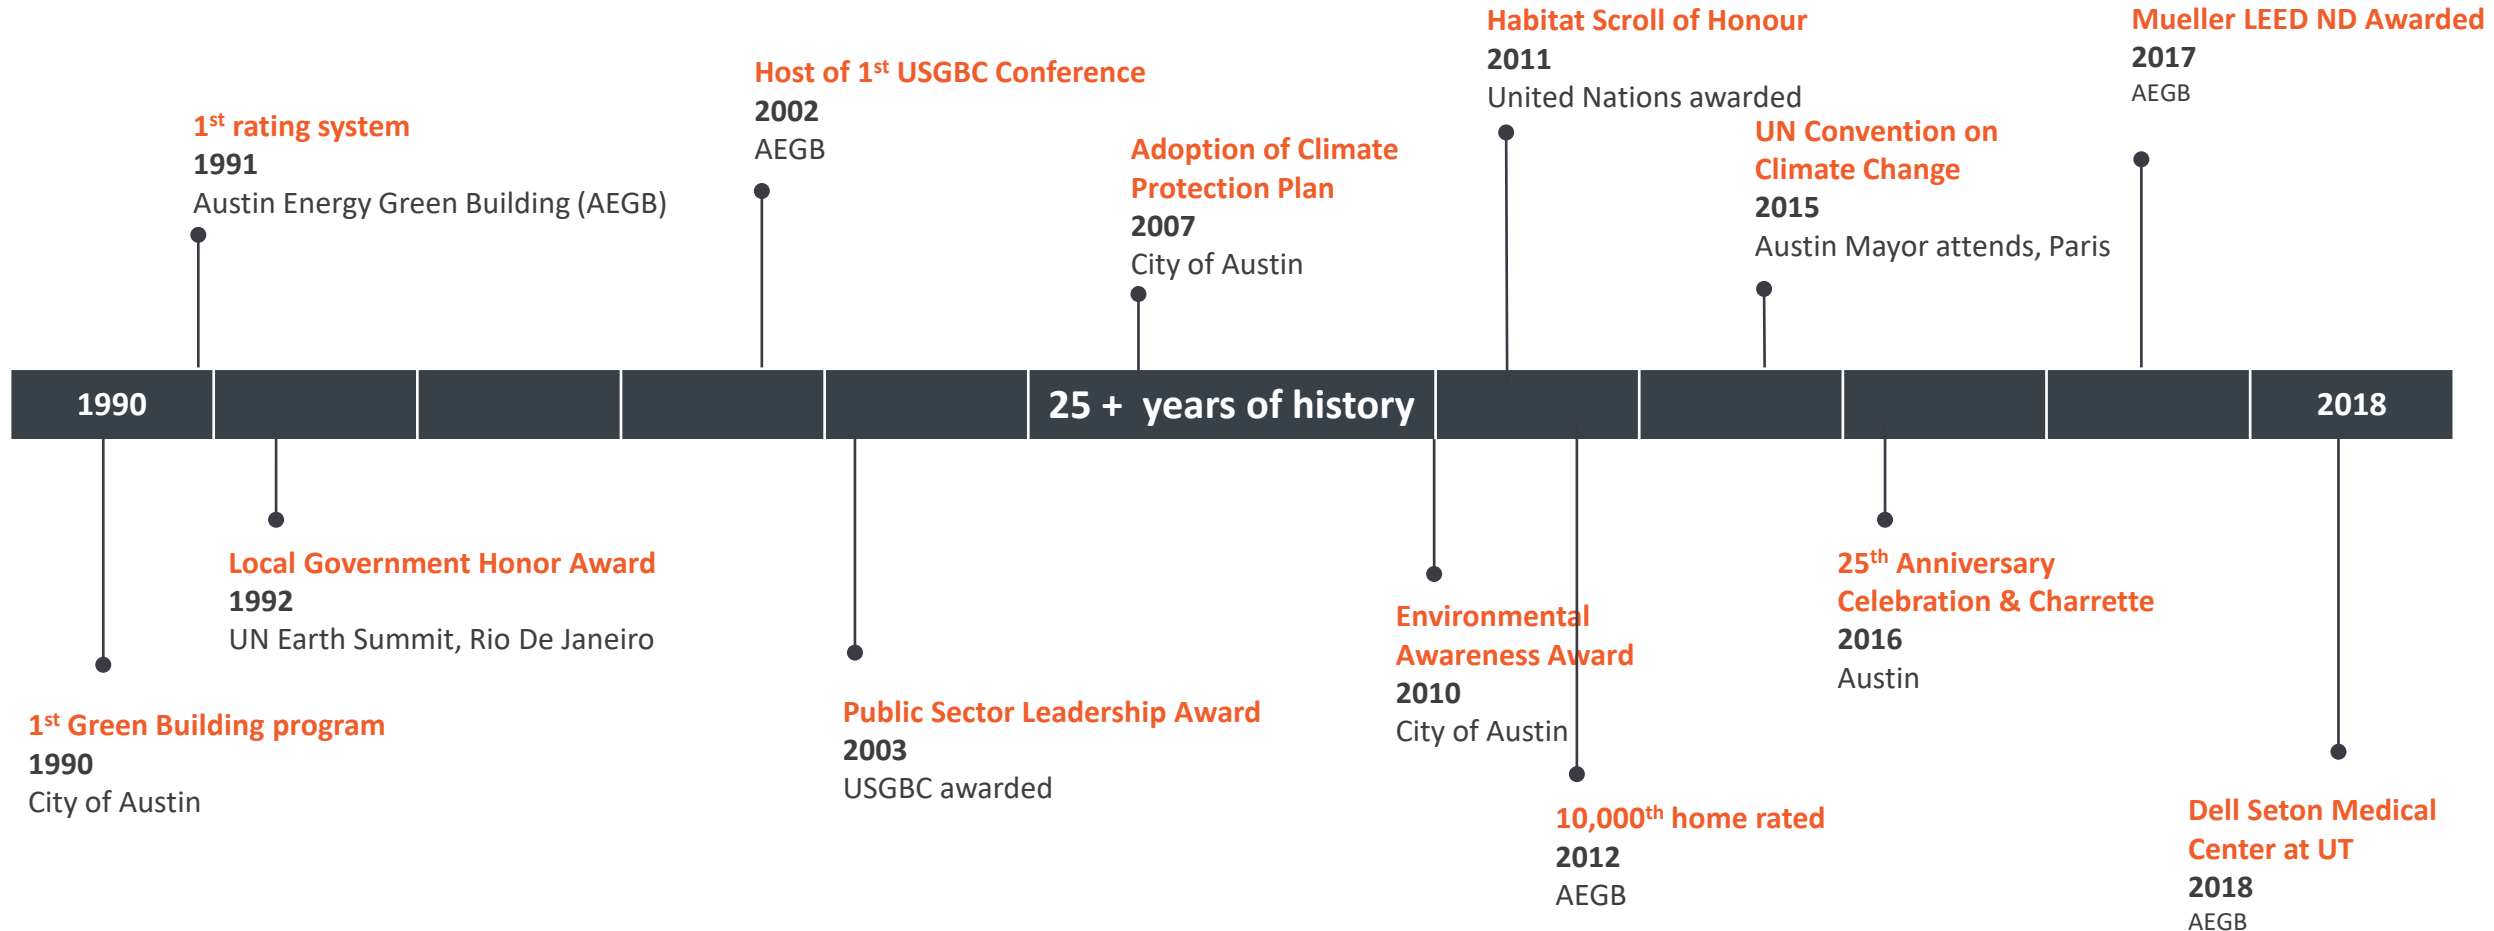 Habitat Scroll of Honour
2011
United Nations awarded
Mueller LEED ND Awarded
2017
AEGB
Host of 1st USGBC Conference
2002
AEGB
1st rating system
1991
Austin Energy Green Building (AEGB)
Adoption of Climate
Protection Plan
2007
City of Austin
UN Convention on
Climate Change
2015
Austin Mayor attends, Paris
1990
25 +  years of history
2018
Local Government Honor Award
1992
UN Earth Summit, Rio De Janeiro
1st Green Building program
1990
City of Austin
Public Sector Leadership Award
2003
USGBC awarded
Environmental
Awareness Award
2010
City of Austin
10,000th home rated
2012
AEGB
25th Anniversary
Celebration & Charrette
2016
Austin
Dell Seton Medical
Center at UT
2018
AEGB